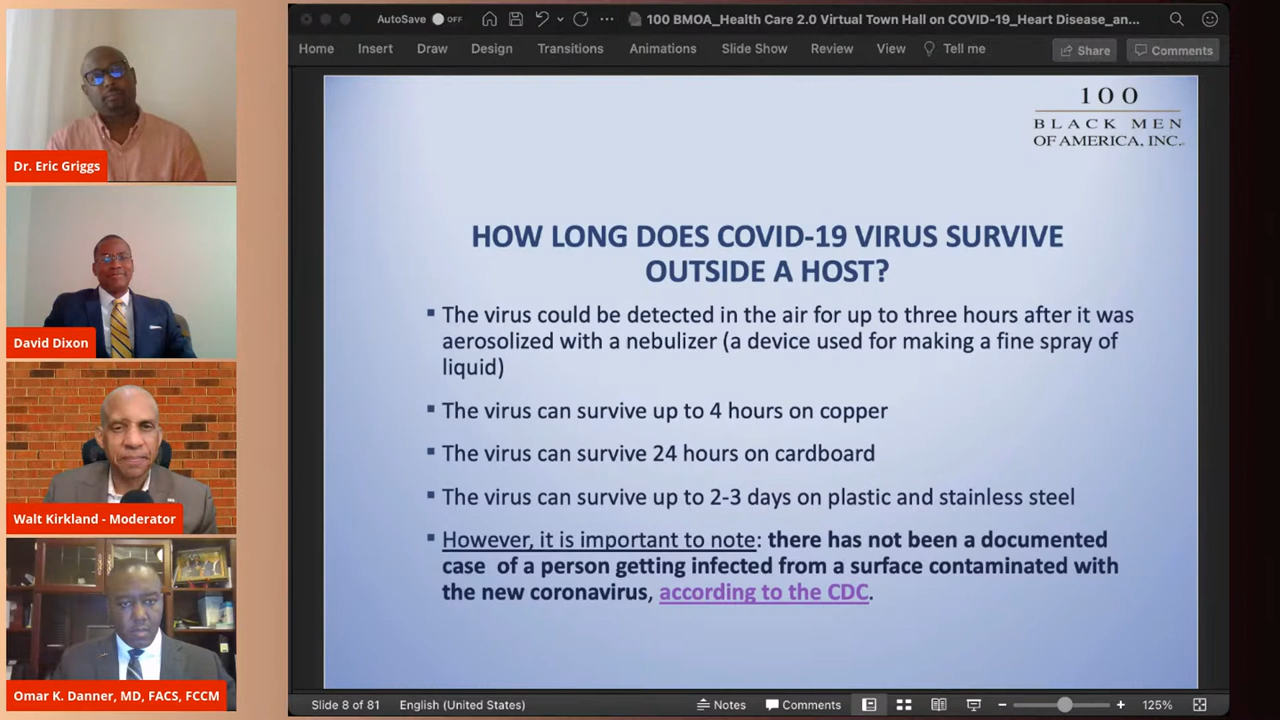 Dr. Eric Griggs
David Dixon
Walt Kirkland - Moderator
Omar K. Danner, MD, FACS, FCCM
AutoSave OFF
100 BMOA_Health Care 2.0 Virtual Town Hall on COVID-19_Heart Disease_an...
Home Insert Draw Design Transitions Animations Slide Show Review View Tell me Share Comments
100
BLACK MEN
OF AMERICA, INC.
HOW LONG DOES COVID-19 VIRUS SURVIVE
OUTSIDE A HOST?
▪ The virus could be detected in the air for up to three hours after it was
aerosolized with a nebulizer (a device used for making a fine spray of
liquid)
▪ The virus can survive up to 4 hours on copper
▪ The virus can survive 24 hours on cardboard
▪ The virus can survive up to 2-3 days on plastic and stainless steel
▪ However, it is important to note: there has not been a documented
case of a person getting infected from a surface contaminated with
the new coronavirus, according to the CDC.
Slide 8 of 81 English (United States) Notes Comments 125%